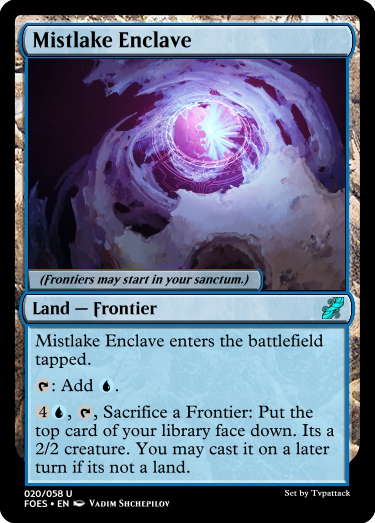 Mistlake Enclave
(Frontiers may start in your sanctum.)
Land — Frontier
Mistlake Enclave enters the battlefield
tapped.
: Add .
4 , , Sacrifice a Frontier: Put the
top card of your library face down. Its a
2/2 creature. You may cast it on a later
turn if its not a land.
020/058 U
FOES • EN Vadim Shchepilov
Set by Tvpattack